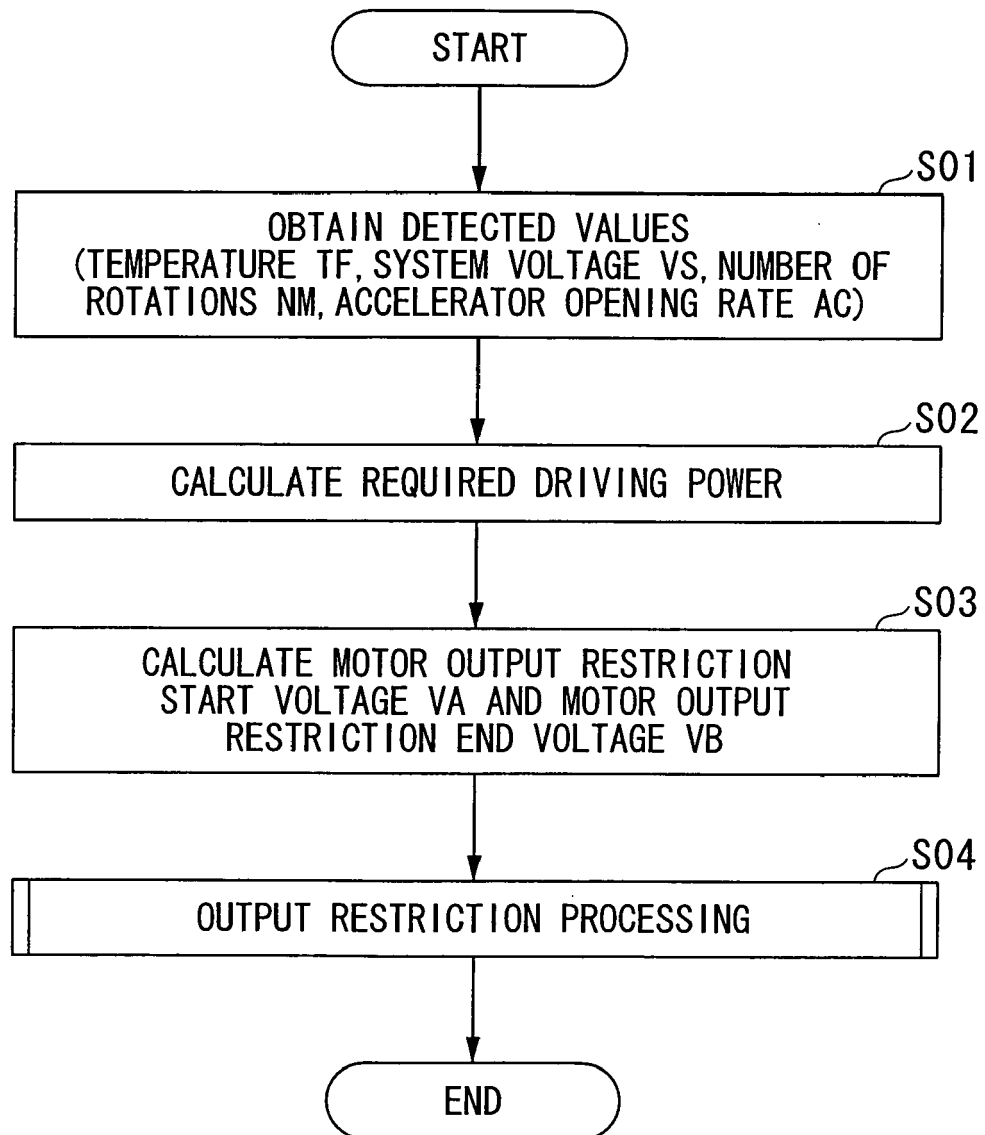 START
S01
OBTAIN DETECTED VALUES
(TEMPERATURE TF, SYSTEM VOLTAGE VS, NUMBER OF
ROTATIONS NM, ACCELERATOR OPENING RATE AC)
S02
CALCULATE REQUIRED DRIVING POWER
S03
CALCULATE MOTOR OUTPUT RESTRICTION
START VOLTAGE VA AND MOTOR OUTPUT
RESTRICTION END VOLTAGE VB
S04
OUTPUT RESTRICTION PROCESSING
END